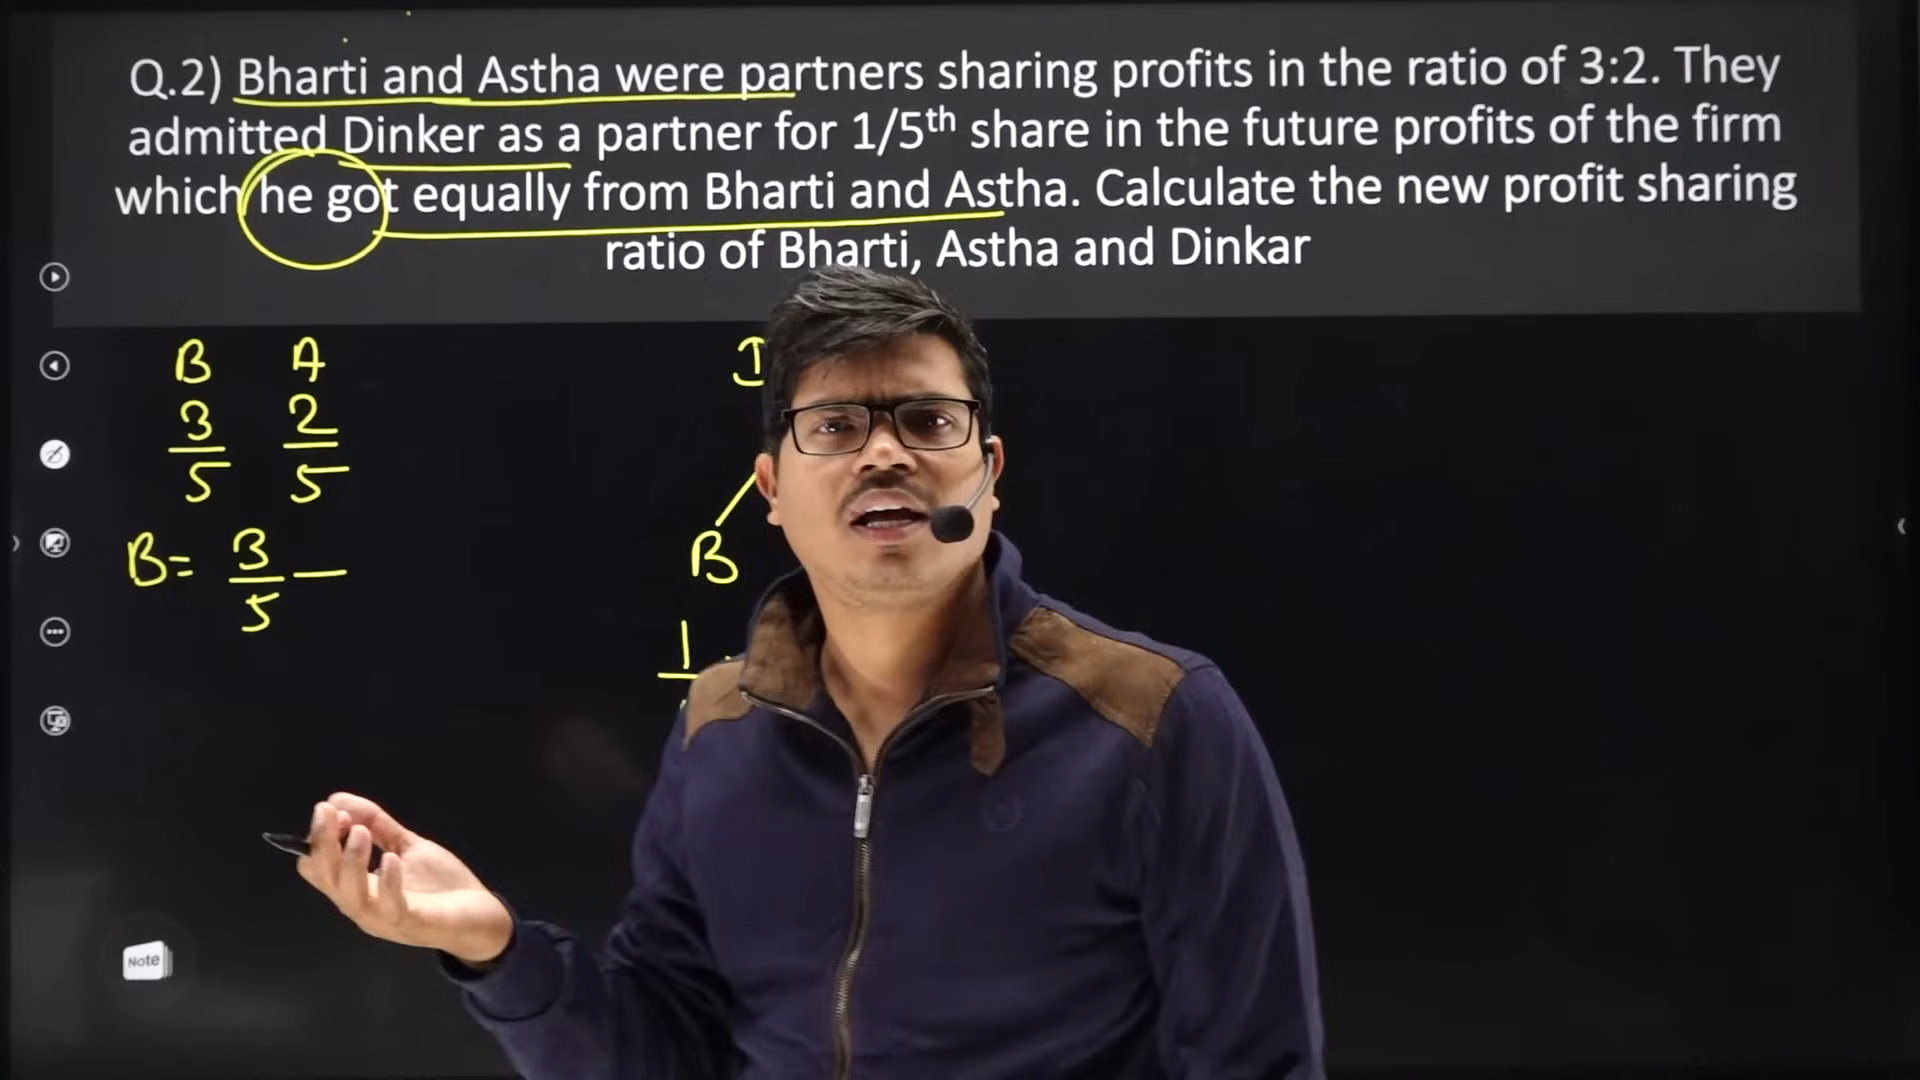 Q.2) Bharti and Astha were partners sharing profits in the ratio of 3:2. They
admitted Dinker as a partner for 1/5th share in the future profits of the firm
which he got equally from Bharti and Astha. Calculate the new profit sharing
ratio of Bharti, Astha and Dinkar
B A
3/5 2/5
B= 3/5 —
B
1
Note